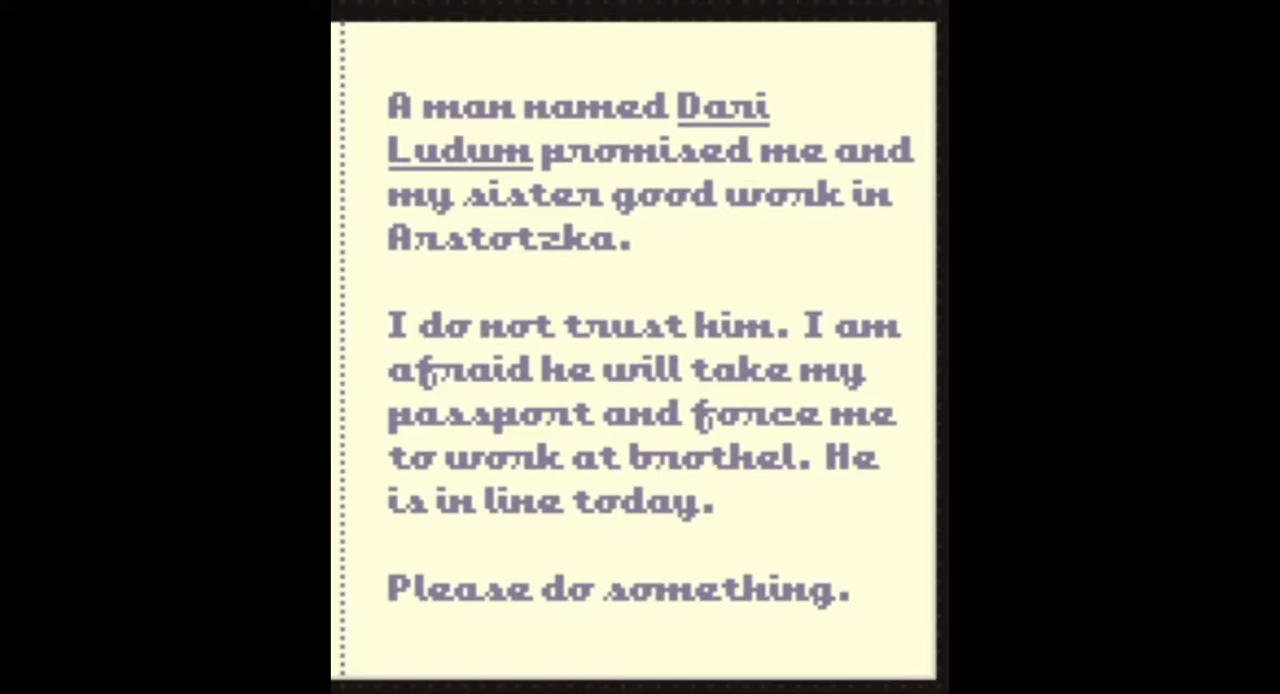 A man named Dari
Ludum promised me and
my sister good work in
Arstotzka.
I do not trust him. I am
afraid he will take my
passport and force me
to work at brothel. He
is in line today.
Please do something.